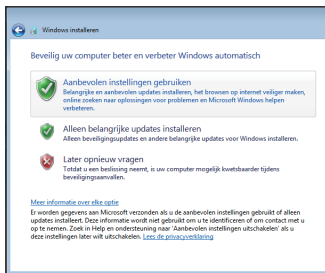 Windows installeren
Beveilig uw computer beter en verbeter Windows automatisch
Aanbevolen instellingen gebruiken
Belangrijke en aanbevolen updates installeren, het browsen op internet veiliger maken,
online zoeken naar oplossingen voor problemen en Microsoft Windows helpen
verbeteren.
Alleen belangrijke updates installeren
Alleen beveiligingsupdates en andere belangrijke updates voor Windows installeren.
Later opnieuw vragen
Totdat u een beslissing neemt, is uw computer mogelijk kwetsbaarder tijdens
beveiligingsaanvallen.
Meer informatie over elke optie
Er worden gegevens aan Microsoft verzonden als u de aanbevolen instellingen gebruikt of alleen
updates installeert. Deze informatie wordt niet gebruikt om u te identificeren of om contact met u
op te nemen. Zoek in Help en ondersteuning naar 'Aanbevolen instellingen uitschakelen' als u
deze instellingen later wilt uitschakelen. Lees de privacyverklaring